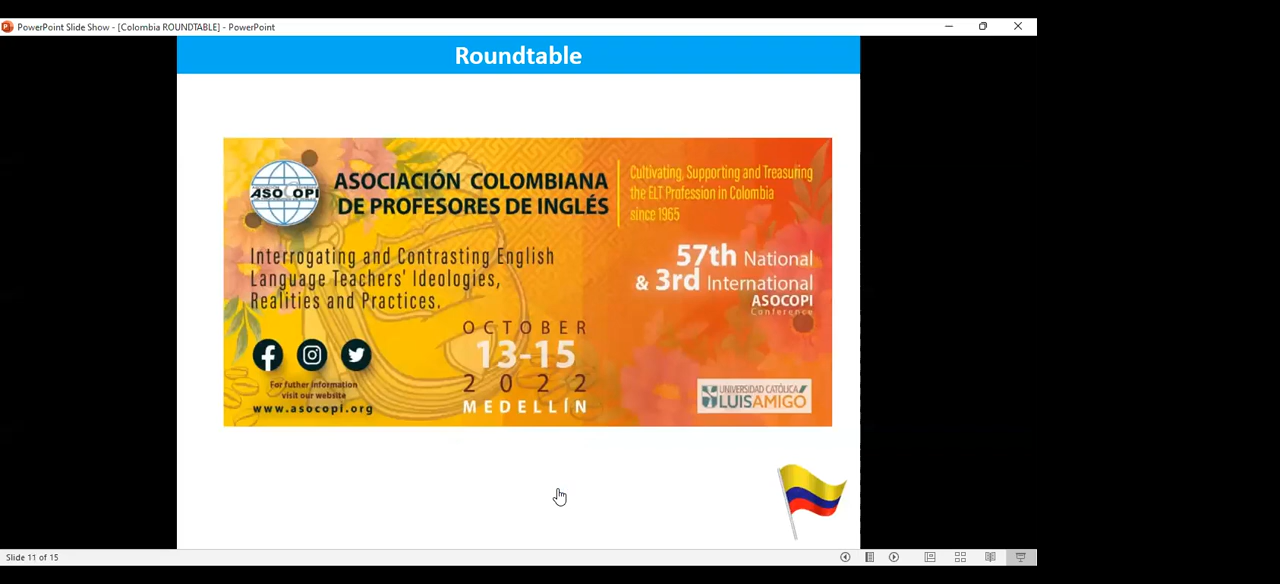 PowerPoint Slide Show - [Colombia ROUNDTABLE] - PowerPoint
Roundtable
ASOCOPI
ASOCIACIÓN COLOMBIANA
DE PROFESORES DE INGLÉS
Cultivating, Supporting and Treasuring
the ELT Profession in Colombia
since 1965
Interrogating and Contrasting English
Language Teachers' Ideologies,
Realities and Practices.
57th National
& 3rd International
ASOCOPI
Conference
OCTOBER
13-15
2022
MEDELLÍN
For futher information
visit our website
www.asocopi.org
UNIVERSIDAD CATÓLICA
LUIS AMIGÓ
Slide 11 of 15